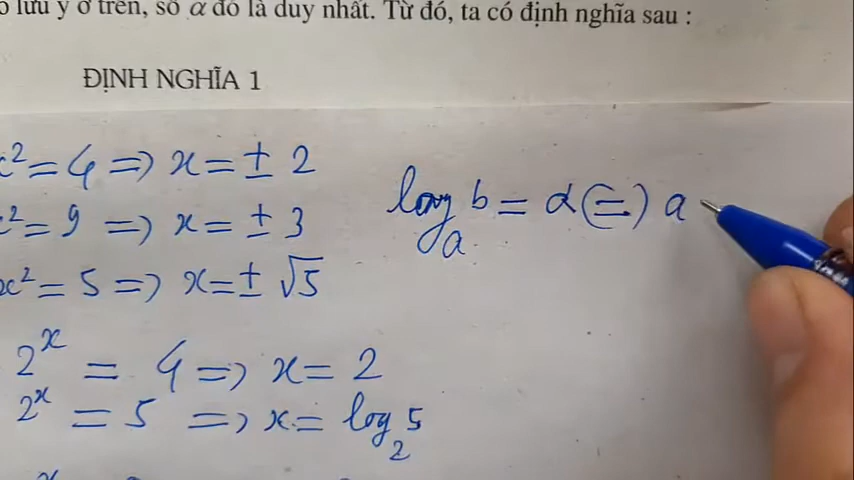 lưu ý ở trên, số α đó là duy nhất. Từ đó, ta có định nghĩa sau :
ĐỊNH NGHĨA 1
x² = 4 => x = ± 2
x² = 9 => x = ± 3
x² = 5 => x = ± √5
log_a b = α <=> a
2^x = 4 => x = 2
2^x = 5 => x = log_2 5